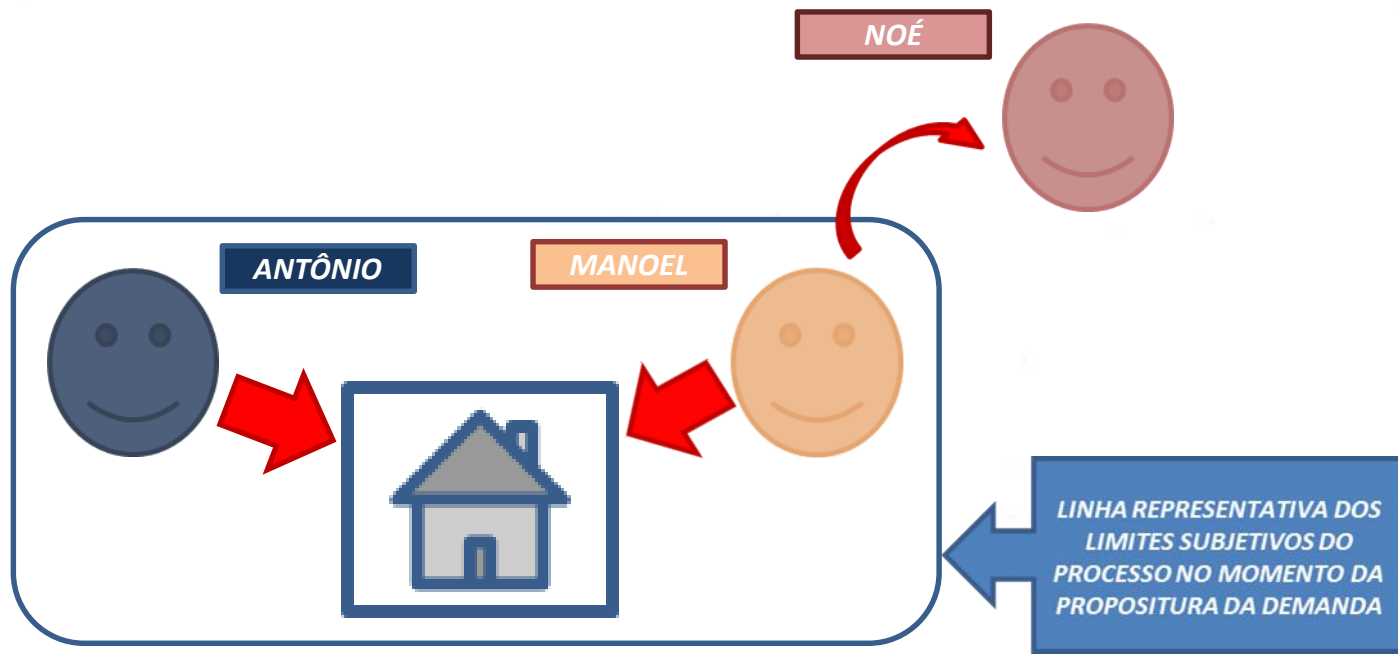 NOÉ
ANTÔNIO
MANOEL
LINHA REPRESENTATIVA DOS
LIMITES SUBJETIVOS DO
PROCESSO NO MOMENTO DA
PROPOSITURA DA DEMANDA